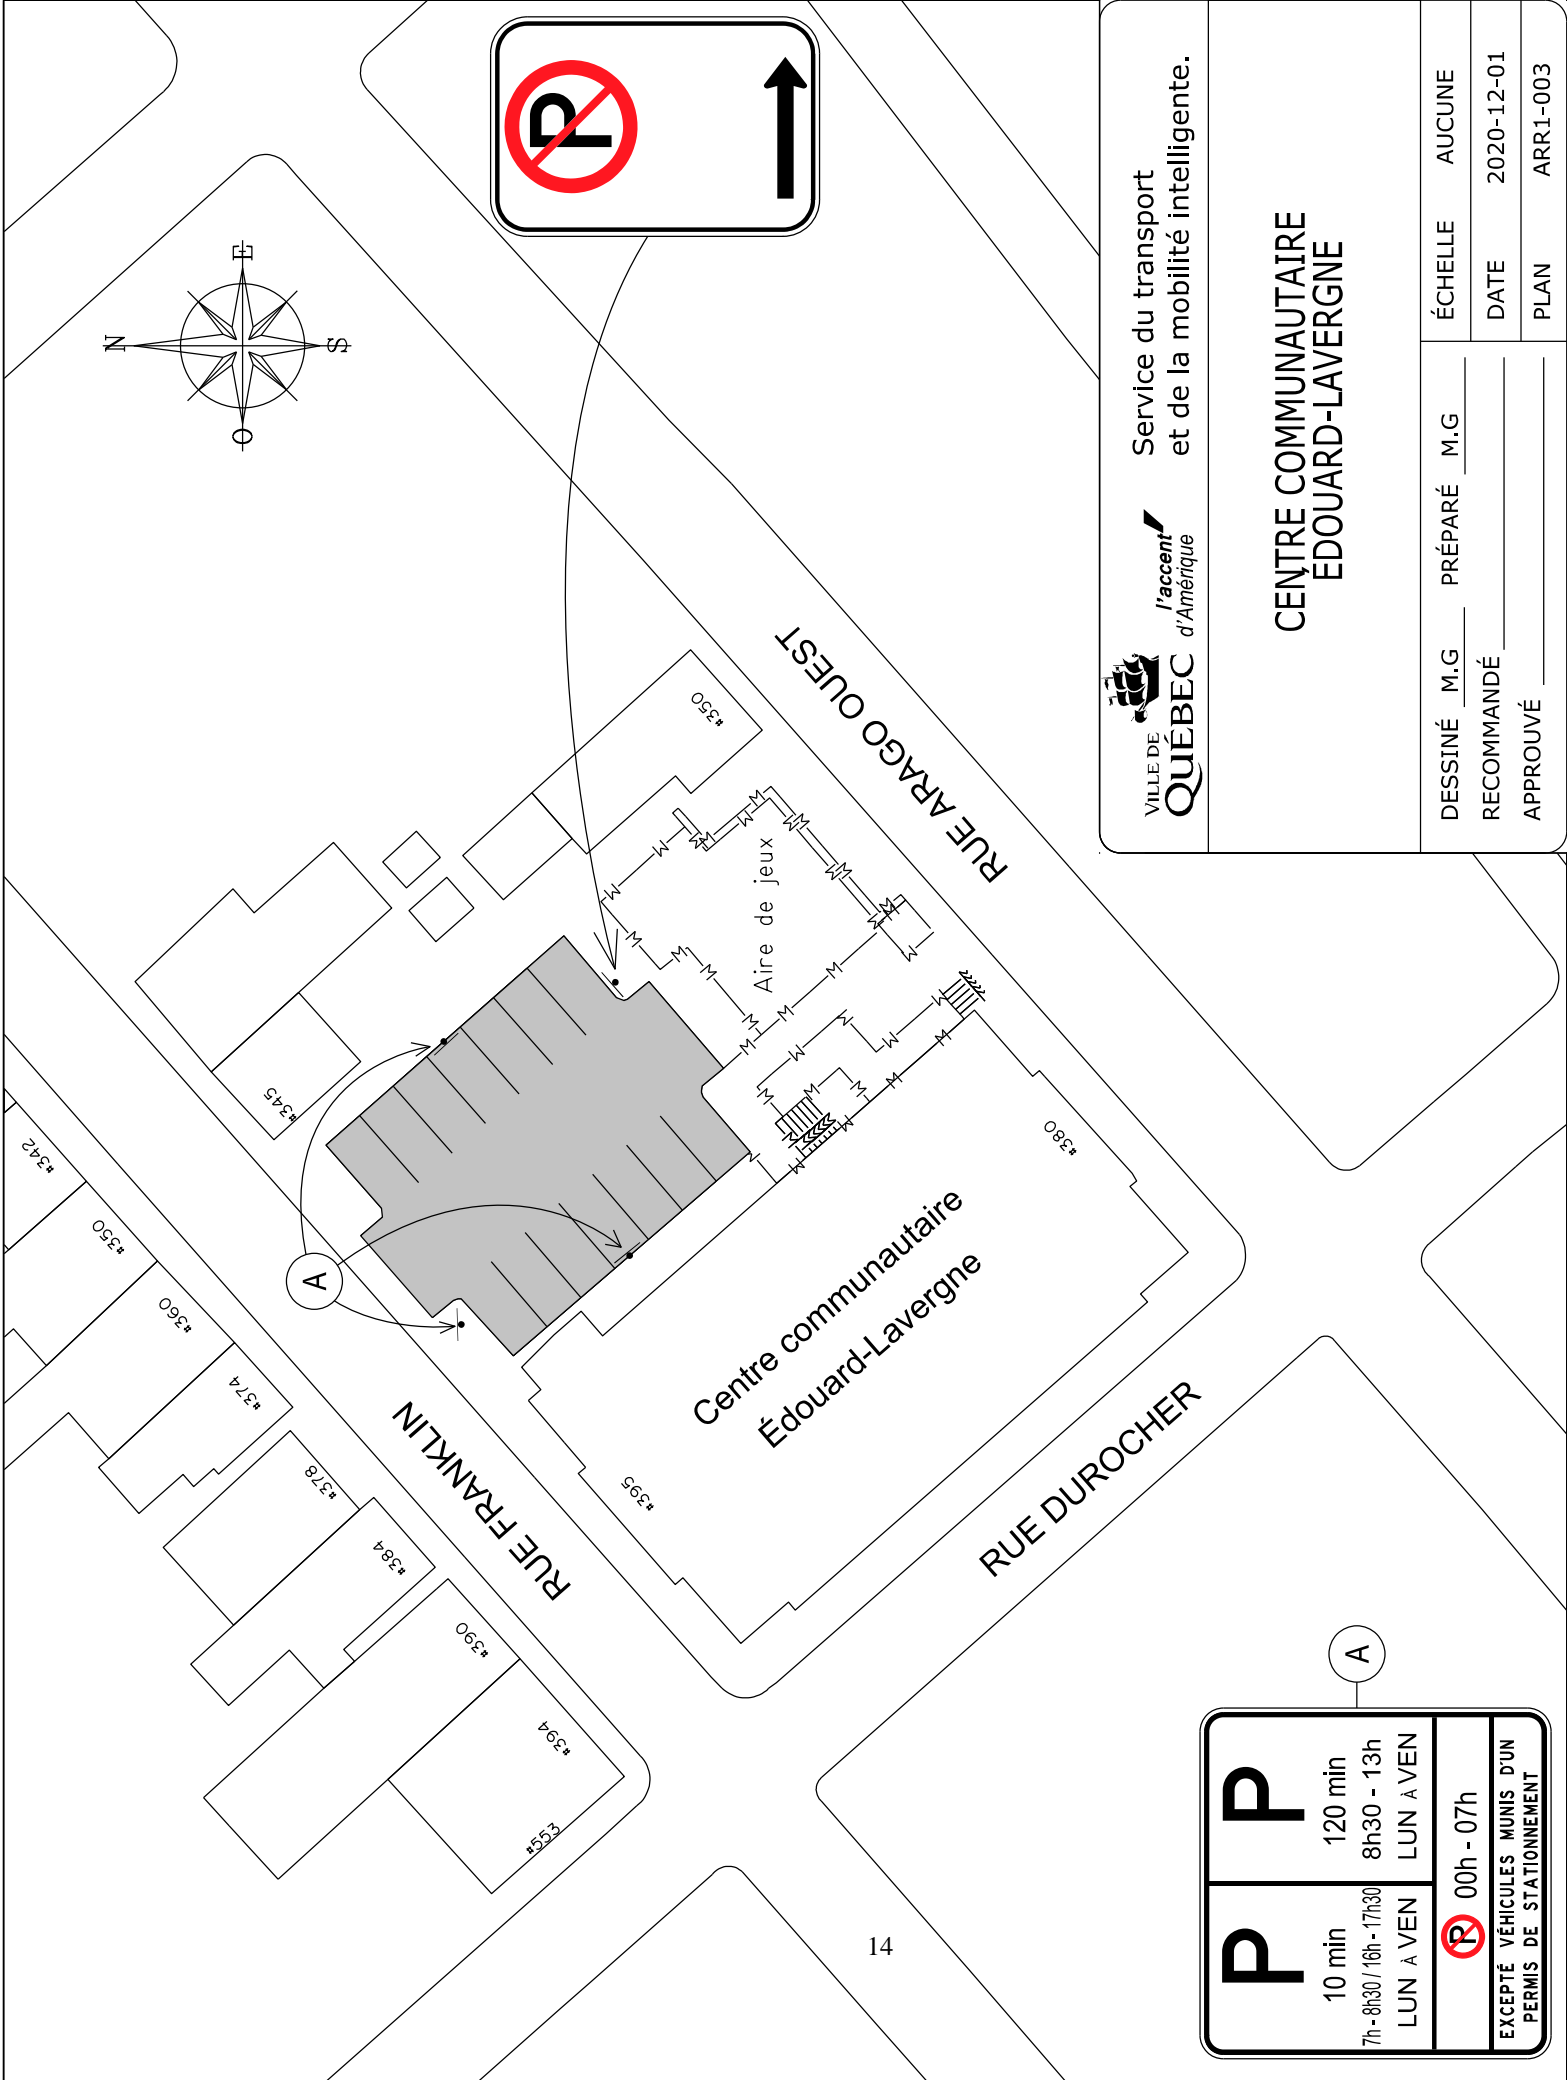 Service du transport
et de la mobilité intelligente.
VILLE DE
QUÉBEC
l'accent
d'Amérique
CENTRE COMMUNAUTAIRE
ÉDOUARD-LAVERGNE
DESSINÉ M.G PRÉPARÉ M.G
RECOMMANDÉ
APPROUVÉ
ÉCHELLE AUCUNE
DATE 2020-12-01
PLAN ARR1-003
P
N
E
S
O
RUE ARAGO OUEST
RUE FRANKLIN
RUE DUROCHER
Aire de jeux
Centre communautaire
Édouard-Lavergne
#350
#345
#342
#350
#360
#374
#378
#384
#390
#394
#553
#395
#380
A
A
P
10 min
7h - 8h30 / 16h - 17h30
LUN À VEN
P
120 min
8h30 - 13h
LUN À VEN
P 00h - 07h
EXCEPTÉ VÉHICULES MUNIS D'UN
PERMIS DE STATIONNEMENT
14